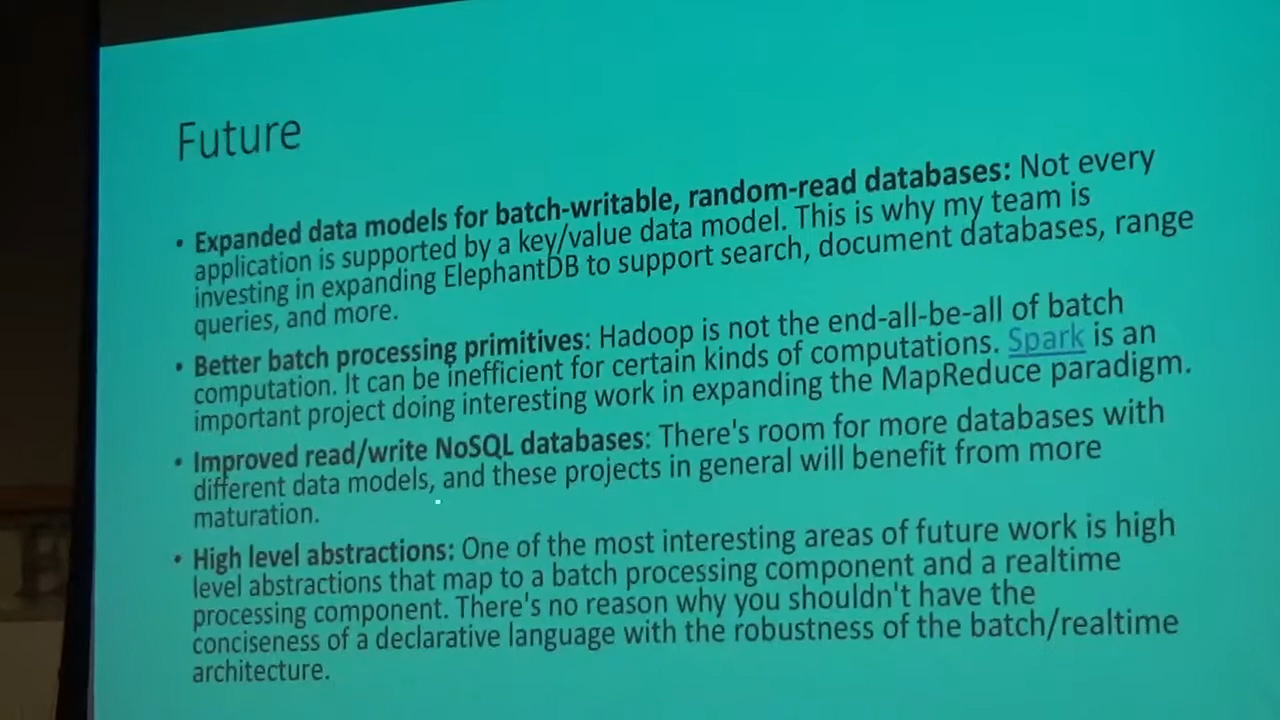 Future
• Expanded data models for batch-writable, random-read databases: Not every
application is supported by a key/value data model. This is why my team is
investing in expanding ElephantDB to support search, document databases, range
queries, and more.
• Better batch processing primitives: Hadoop is not the end-all-be-all of batch
computation. It can be inefficient for certain kinds of computations. Spark is an
important project doing interesting work in expanding the MapReduce paradigm.
• Improved read/write NoSQL databases: There's room for more databases with
different data models, and these projects in general will benefit from more
maturation.
• High level abstractions: One of the most interesting areas of future work is high
level abstractions that map to a batch processing component and a realtime
processing component. There's no reason why you shouldn't have the
conciseness of a declarative language with the robustness of the batch/realtime
architecture.